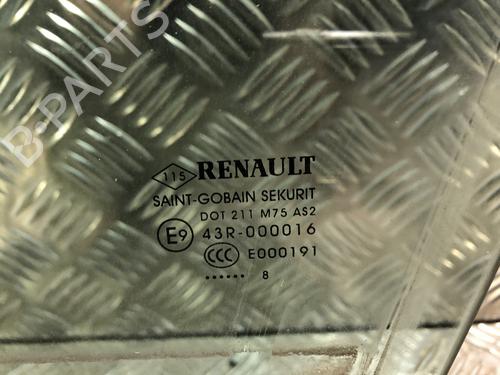 B-PARTS
115 RENAULT
SAINT-GOBAIN SEKURIT
DOT 211 M75 AS2
E9 43R-000016
CCC E000191
...... 8